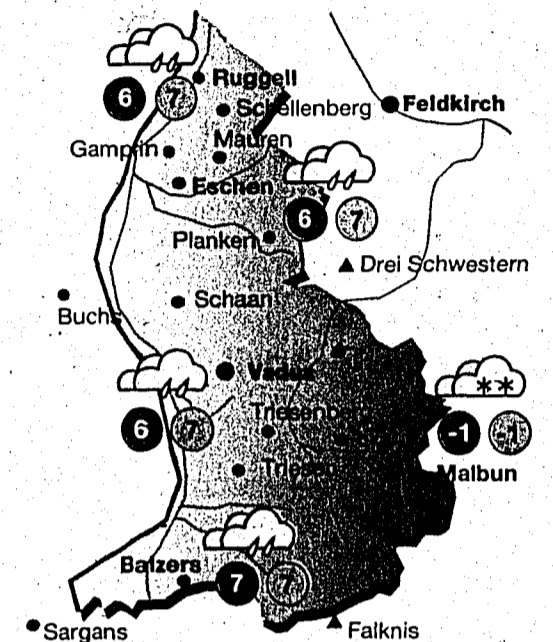 Ruggell
6 7
Schellenberg
Feldkirch
Mauren
Gamprin
Eschen
6 7
Planken
Drei Schwestern
Schaan
Buchs
Vaduz
6 7
Triesenberg
-1 -1
Triesen
Malbun
Balzers
7 7
Sargans
Falknis